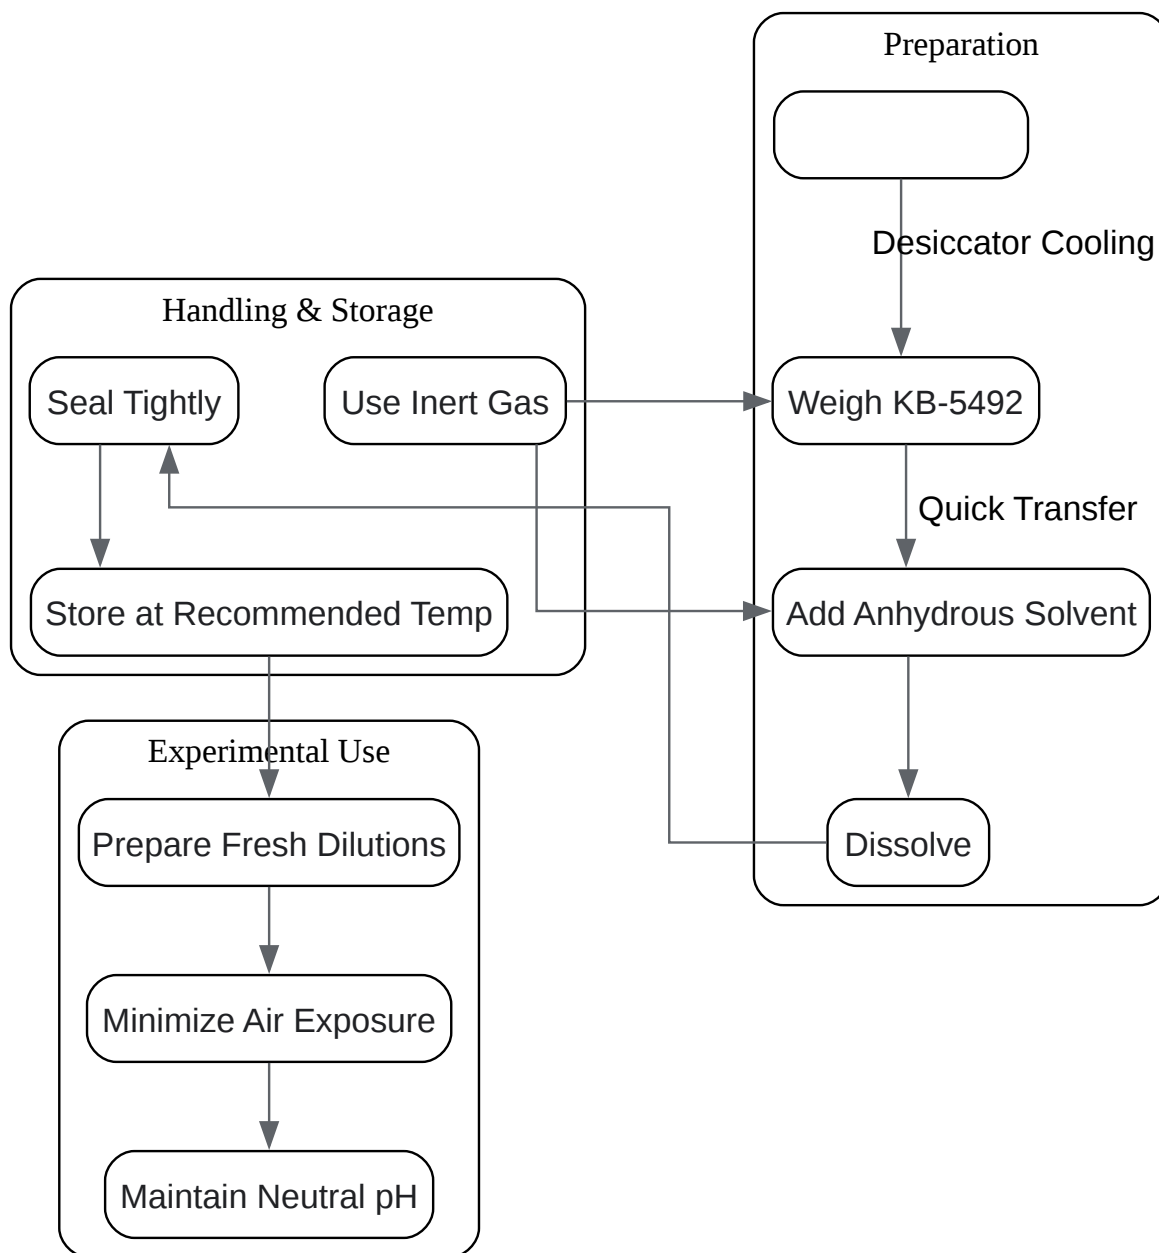 Preparation
Desiccator Cooling
Handling & Storage
Seal Tightly
Use Inert Gas
Weigh KB-5492
Quick Transfer
Store at Recommended Temp
Add Anhydrous Solvent
Experimental Use
Prepare Fresh Dilutions
Dissolve
Minimize Air Exposure
Maintain Neutral pH